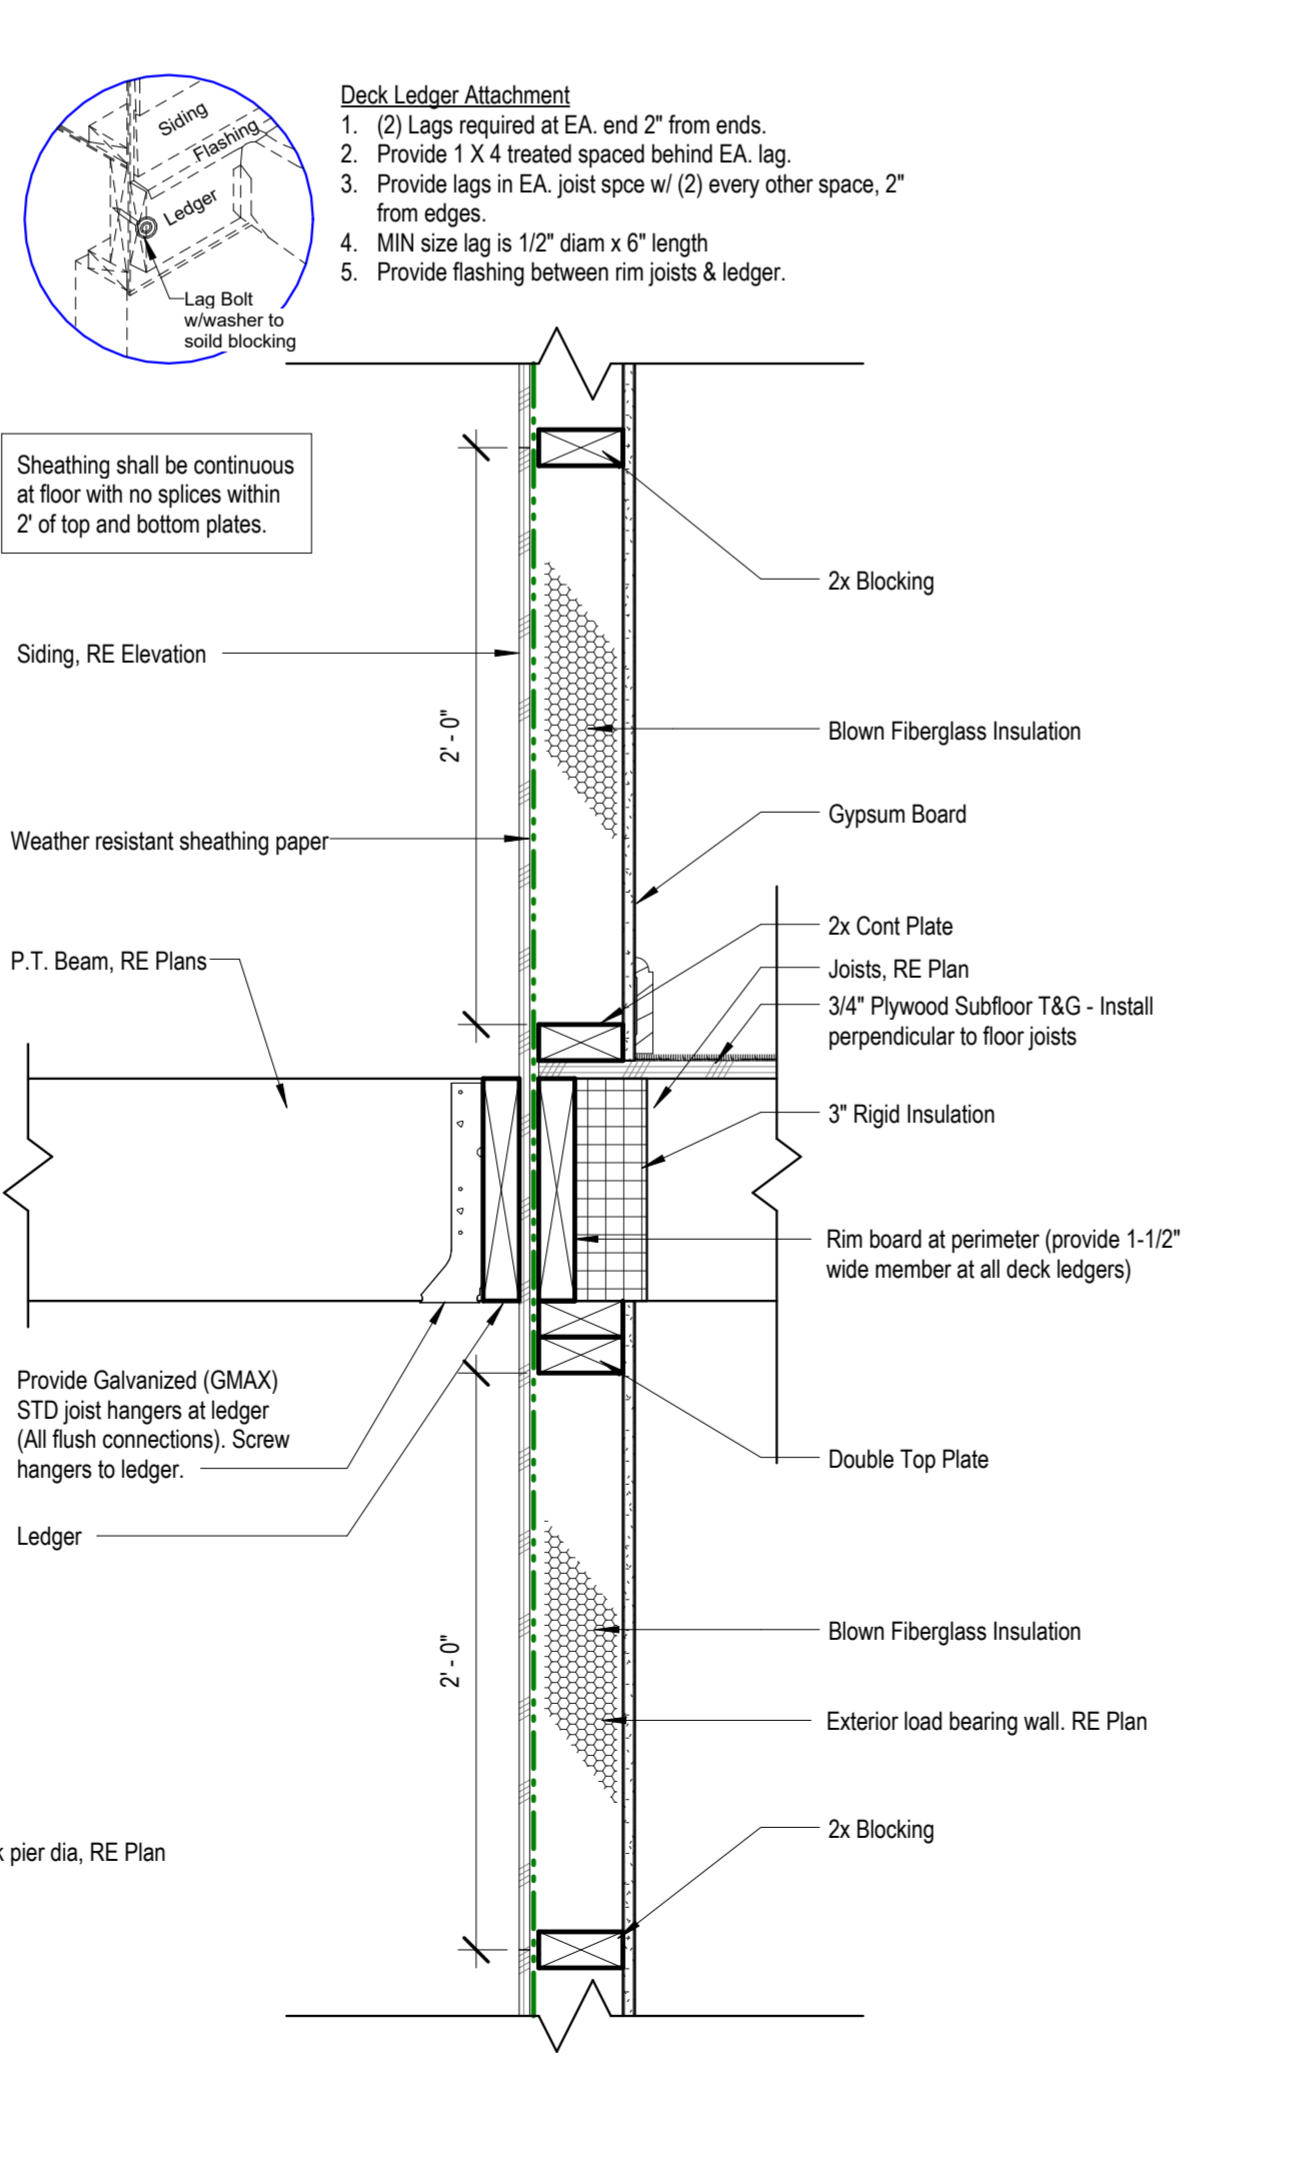 Deck Ledger Attachment
1. (2) Lags required at EA. end 2" from ends.
2. Provide 1 X 4 treated spaced behind EA. lag.
3. Provide lags in EA. joist spce w/ (2) every other space, 2"
from edges.
4. MIN size lag is 1/2" diam x 6" length
5. Provide flashing between rim joists & ledger.
Siding
Flashing
Ledger
Lag Bolt
w/washer to
soild blocking
Sheathing shall be continuous
at floor with no splices within
2' of top and bottom plates.
2x Blocking
Siding, RE Elevation
2' - 0"
Blown Fiberglass Insulation
Gypsum Board
Weather resistant sheathing paper
2x Cont Plate
P.T. Beam, RE Plans
Joists, RE Plan
3/4" Plywood Subfloor T&G - Install
perpendicular to floor joists
3" Rigid Insulation
Rim board at perimeter (provide 1-1/2"
wide member at all deck ledgers)
Provide Galvanized (GMAX)
STD joist hangers at ledger
(All flush connections). Screw
hangers to ledger.
Double Top Plate
Ledger
Blown Fiberglass Insulation
2' - 0"
Exterior load bearing wall. RE Plan
2x Blocking
pier dia, RE Plan